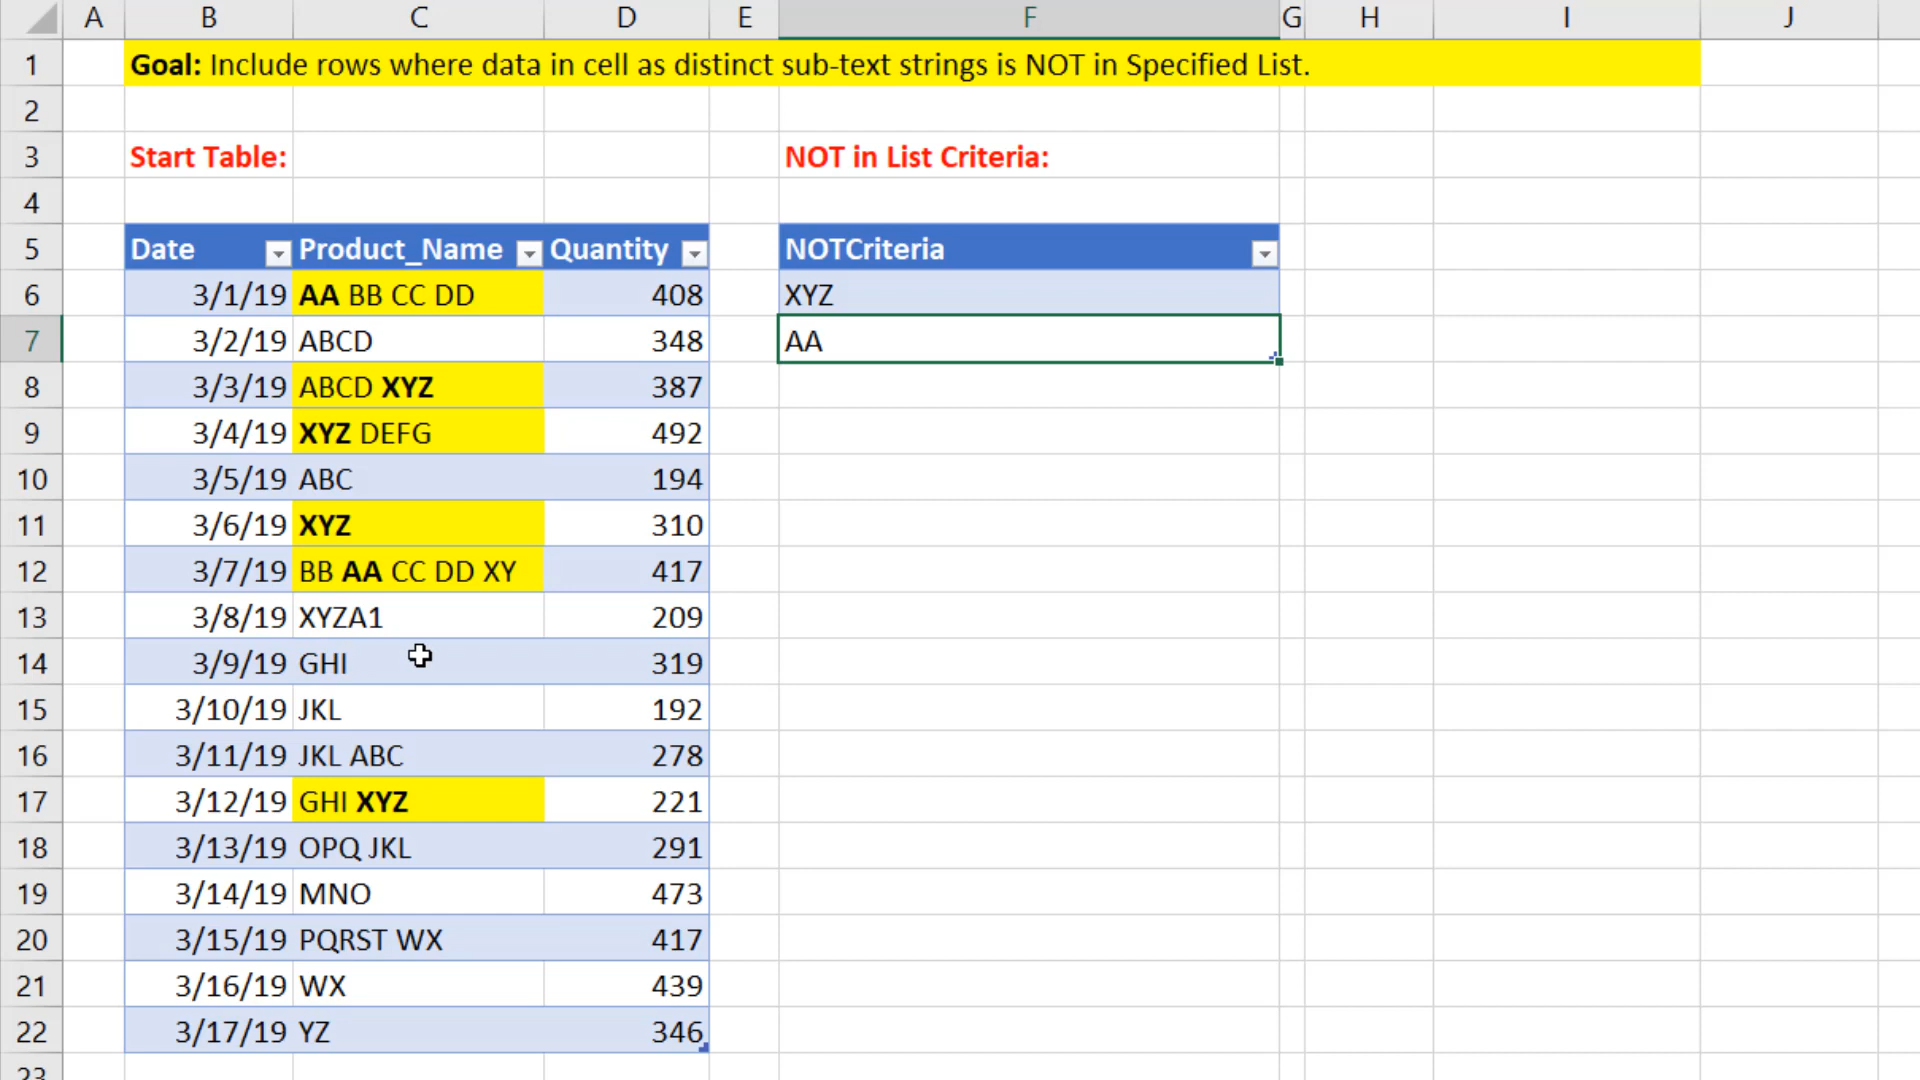 A B C D E F G H I J
1 Goal: Include rows where data in cell as distinct sub-text strings is NOT in Specified List.
2
3 Start Table: NOT in List Criteria:
4
5 Date Product_Name Quantity NOTCriteria
6 3/1/19 AA BB CC DD 408 XYZ
7 3/2/19 ABCD 348 AA
8 3/3/19 ABCD XYZ 387
9 3/4/19 XYZ DEFG 492
10 3/5/19 ABC 194
11 3/6/19 XYZ 310
12 3/7/19 BB AA CC DD XY 417
13 3/8/19 XYZA1 209
14 3/9/19 GHI 319
15 3/10/19 JKL 192
16 3/11/19 JKL ABC 278
17 3/12/19 GHI XYZ 221
18 3/13/19 OPQ JKL 291
19 3/14/19 MNO 473
20 3/15/19 PQRST WX 417
21 3/16/19 WX 439
22 3/17/19 YZ 346
23